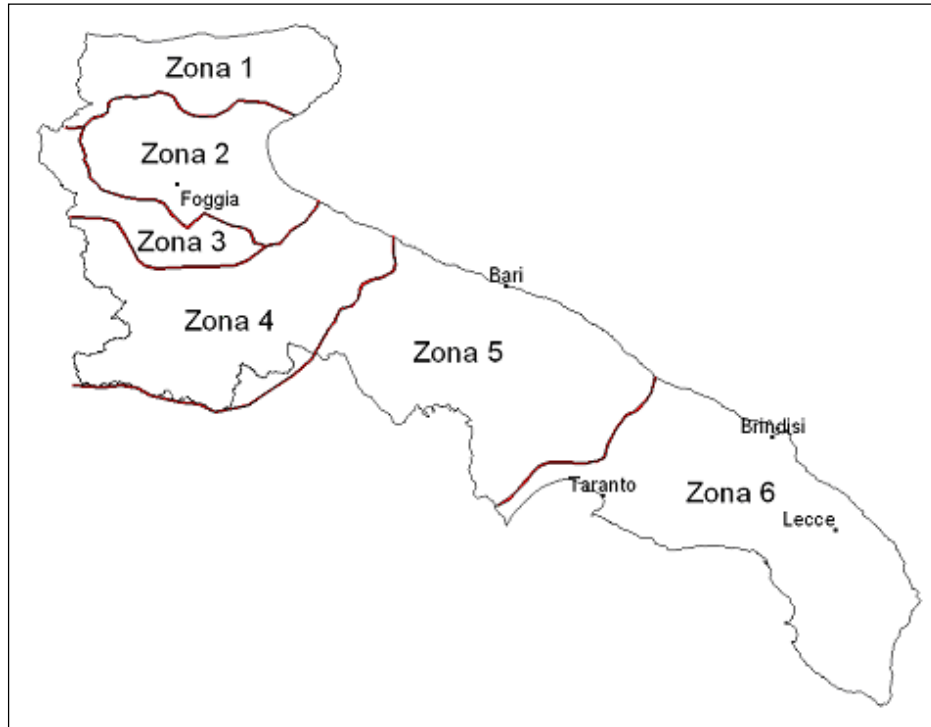 Zona 1
Zona 2
Foggia
Zona 3
Bari
Zona 4
Zona 5
Brindisi
Taranto
Zona 6
Lecce